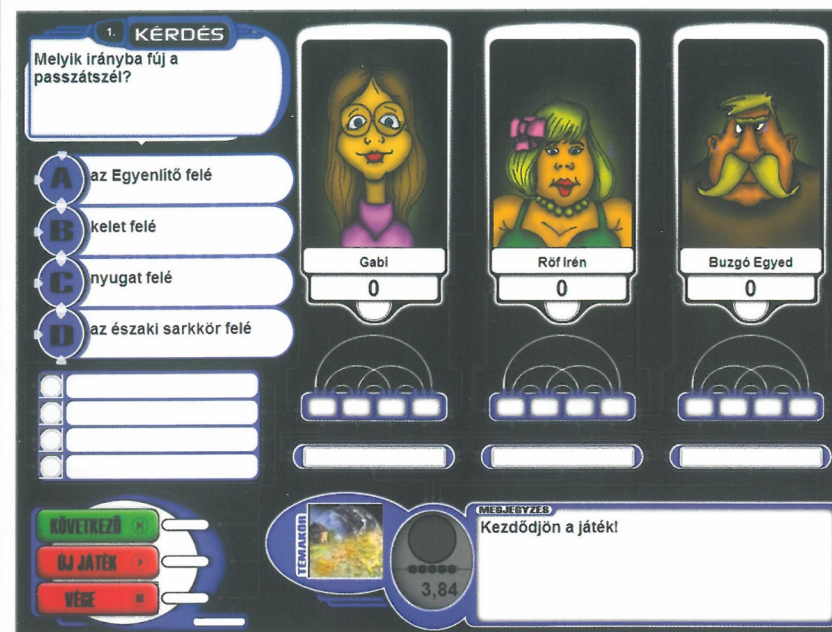 1. KÉRDÉS
Melyik irányba fúj a
passzátszél?
A az Egyenlítő felé
B kelet felé
C nyugat felé
D az északi sarkkör felé
Gabi
0
Röf Irén
0
Buzgó Egyed
0
KÖVETKEZŐ
ÚJ JÁTÉK
VÉGE
TÉMAKÖR
3,84
MEGJEGYZÉS
Kezdődjön a játék!